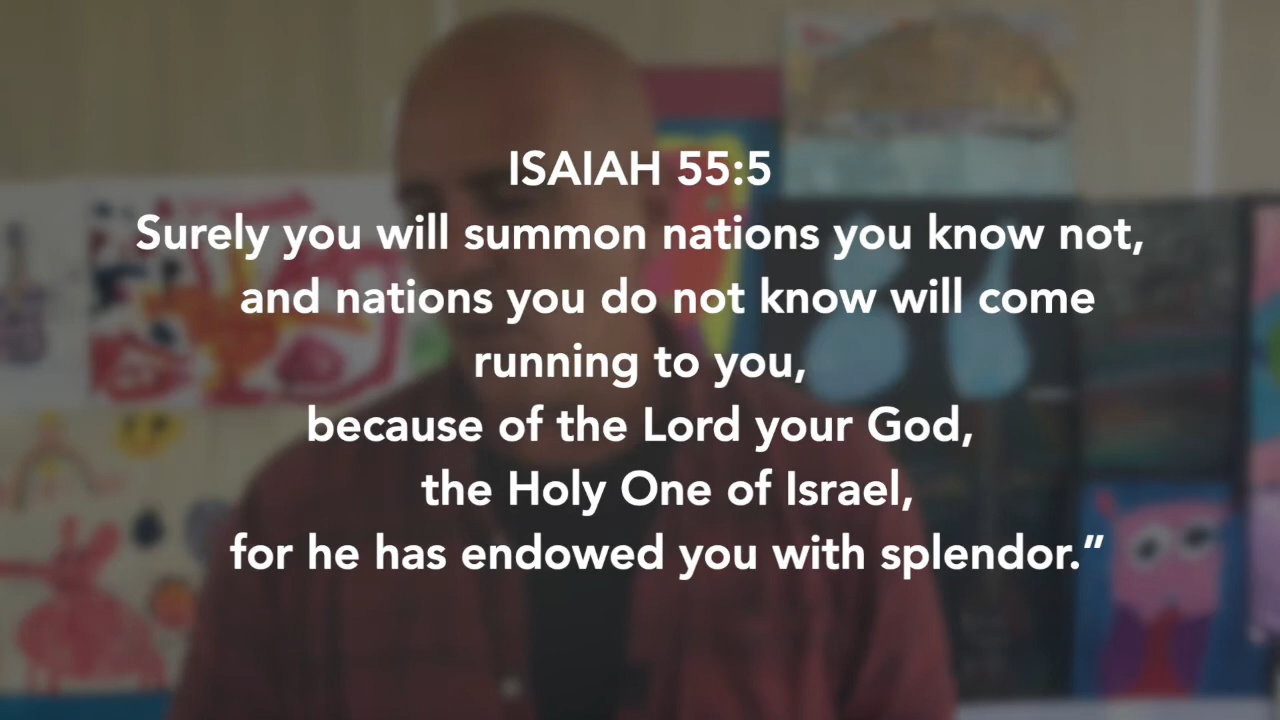 ISAIAH 55:5
Surely you will summon nations you know not,
and nations you do not know will come
running to you,
because of the Lord your God,
the Holy One of Israel,
for he has endowed you with splendor.”